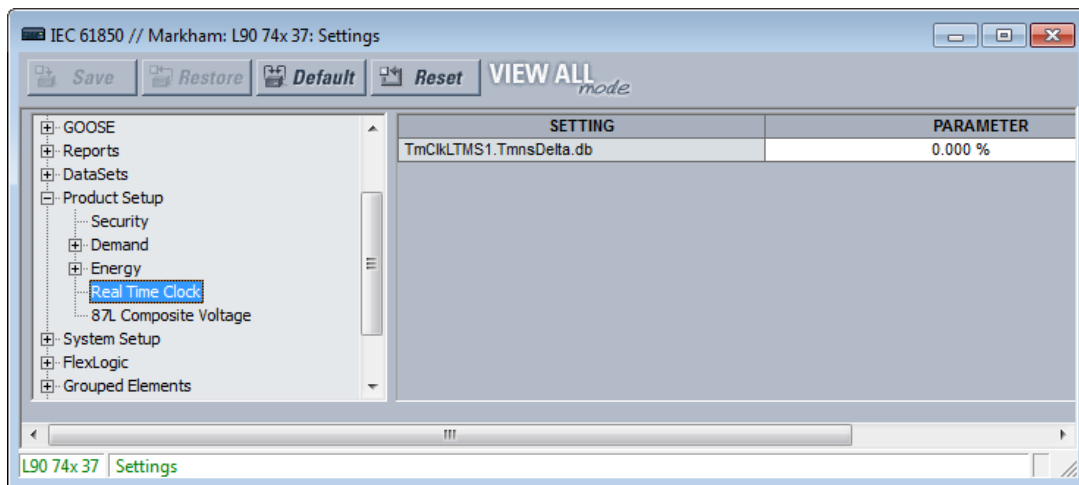 IEC 61850 // Markham: L90 74x 37: Settings
Save Restore Default Reset VIEW ALL mode
GOOSE
Reports
DataSets
Product Setup
Security
Demand
Energy
Real Time Clock
87L Composite Voltage
System Setup
FlexLogic
Grouped Elements
SETTING PARAMETER
TmClkLTMS1.TmnsDelta.db 0.000 %
L90 74x 37 Settings